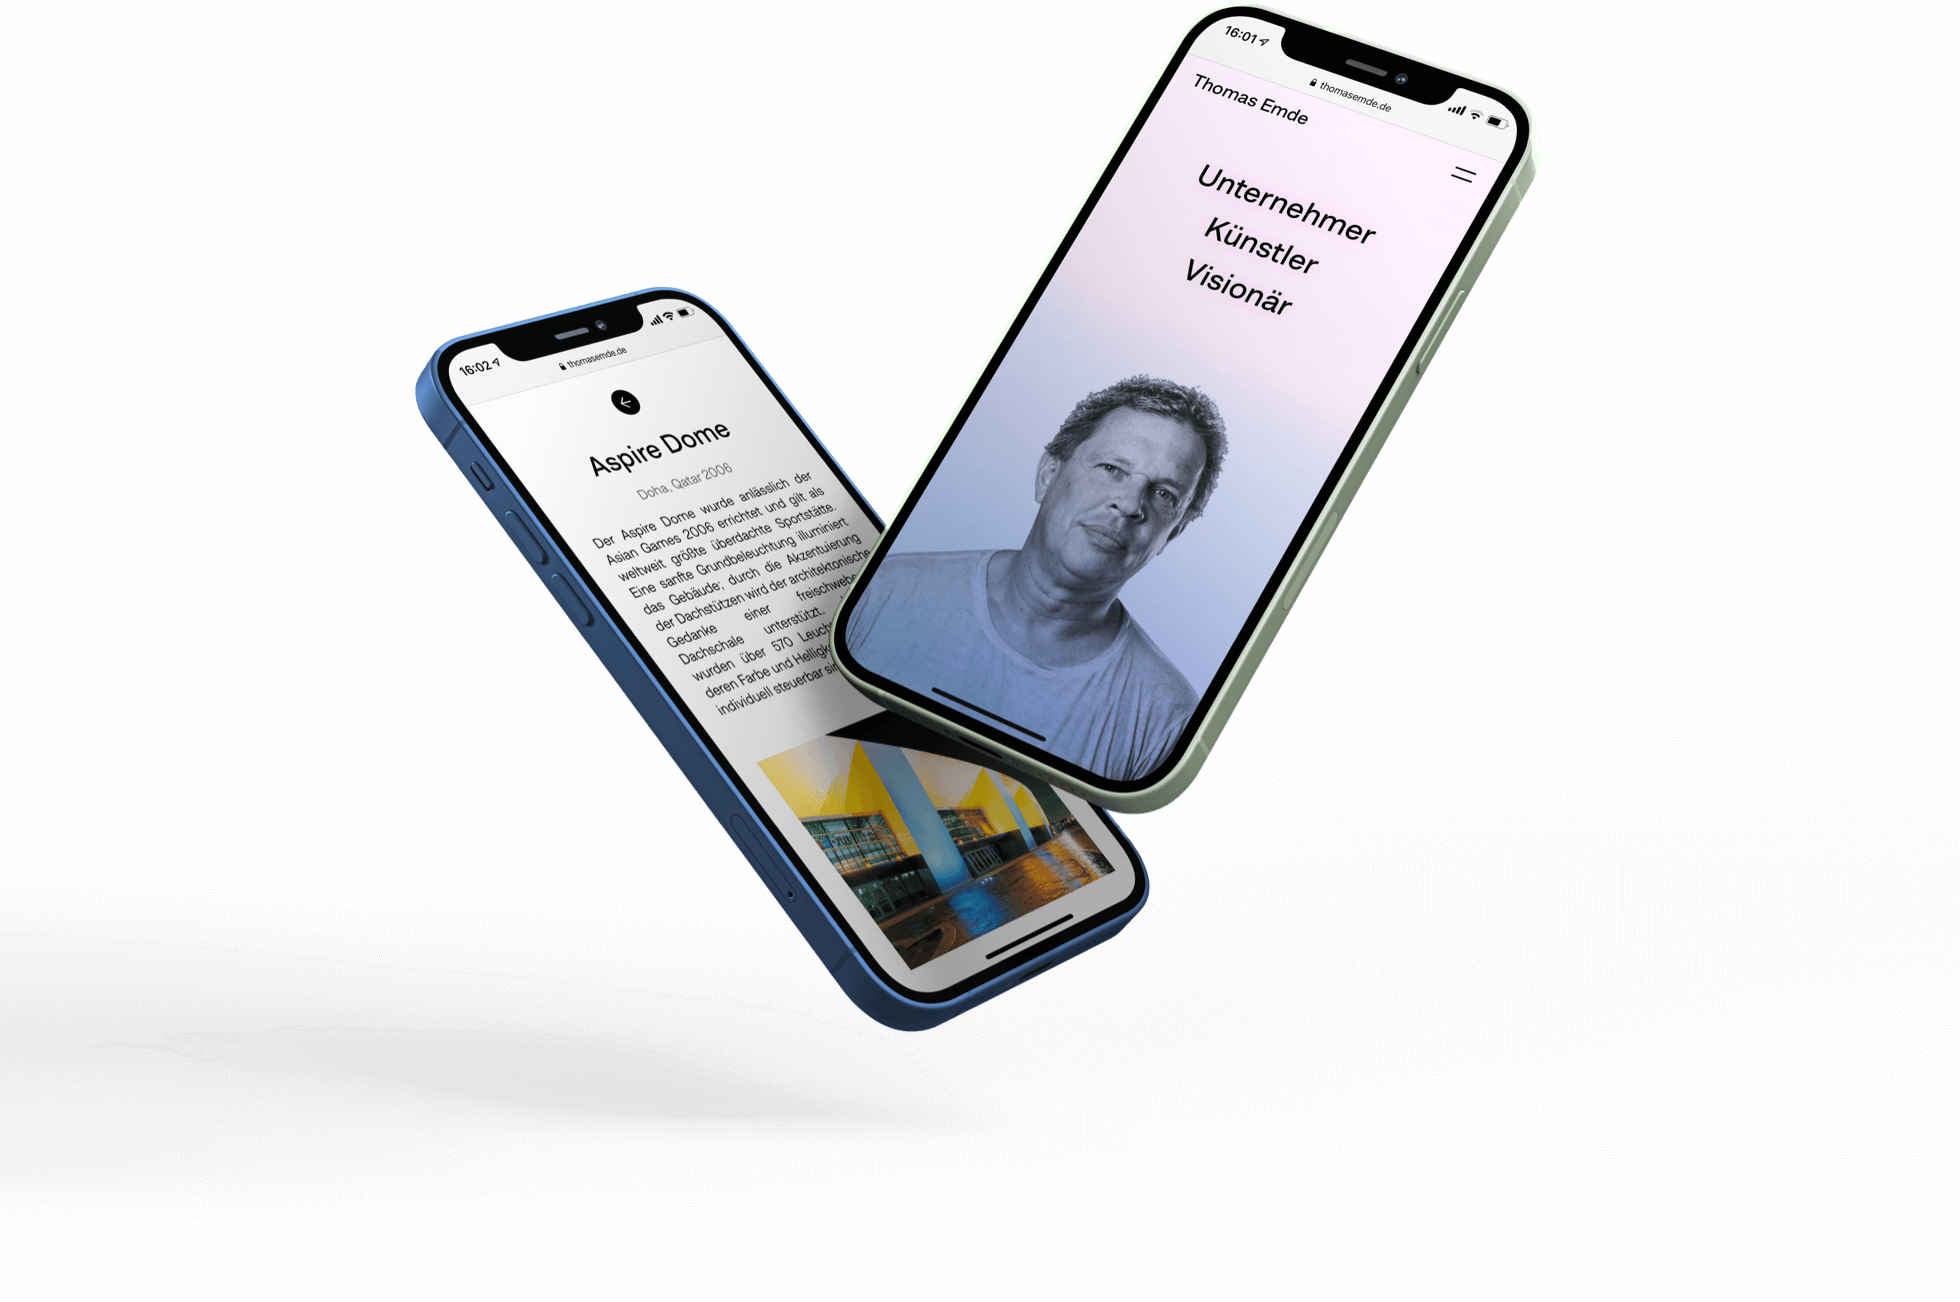 16:01
thomasemde.de
Thomas Emde
Unternehmer
Künstler
Visionär
16:02
thomasemde.de
Aspire Dome
Doha, Qatar 2006
Der Aspire Dome wurde anlässlich der
Asian Games 2006 errichtet und gilt als
weltweit größte überdachte Sportstätte.
Eine sanfte Grundbeleuchtung illuminiert
das Gebäude; durch die Akzentuierung
der Dachstützen wird der architektonische
Gedanke einer freischwebe
Dachschale unterstützt.
wurden über 570 Leuch
deren Farbe und Helligk
individuell steuerbar si